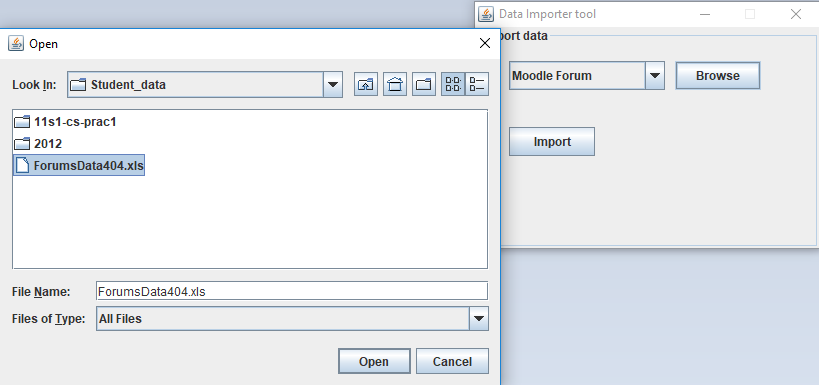 Data Importer tool
port data
Moodle Forum
Browse
Import
Open
Look In:
Student_data
11s1-cs-prac1
2012
ForumsData404.xls
File Name:
ForumsData404.xls
Files of Type:
All Files
Open
Cancel